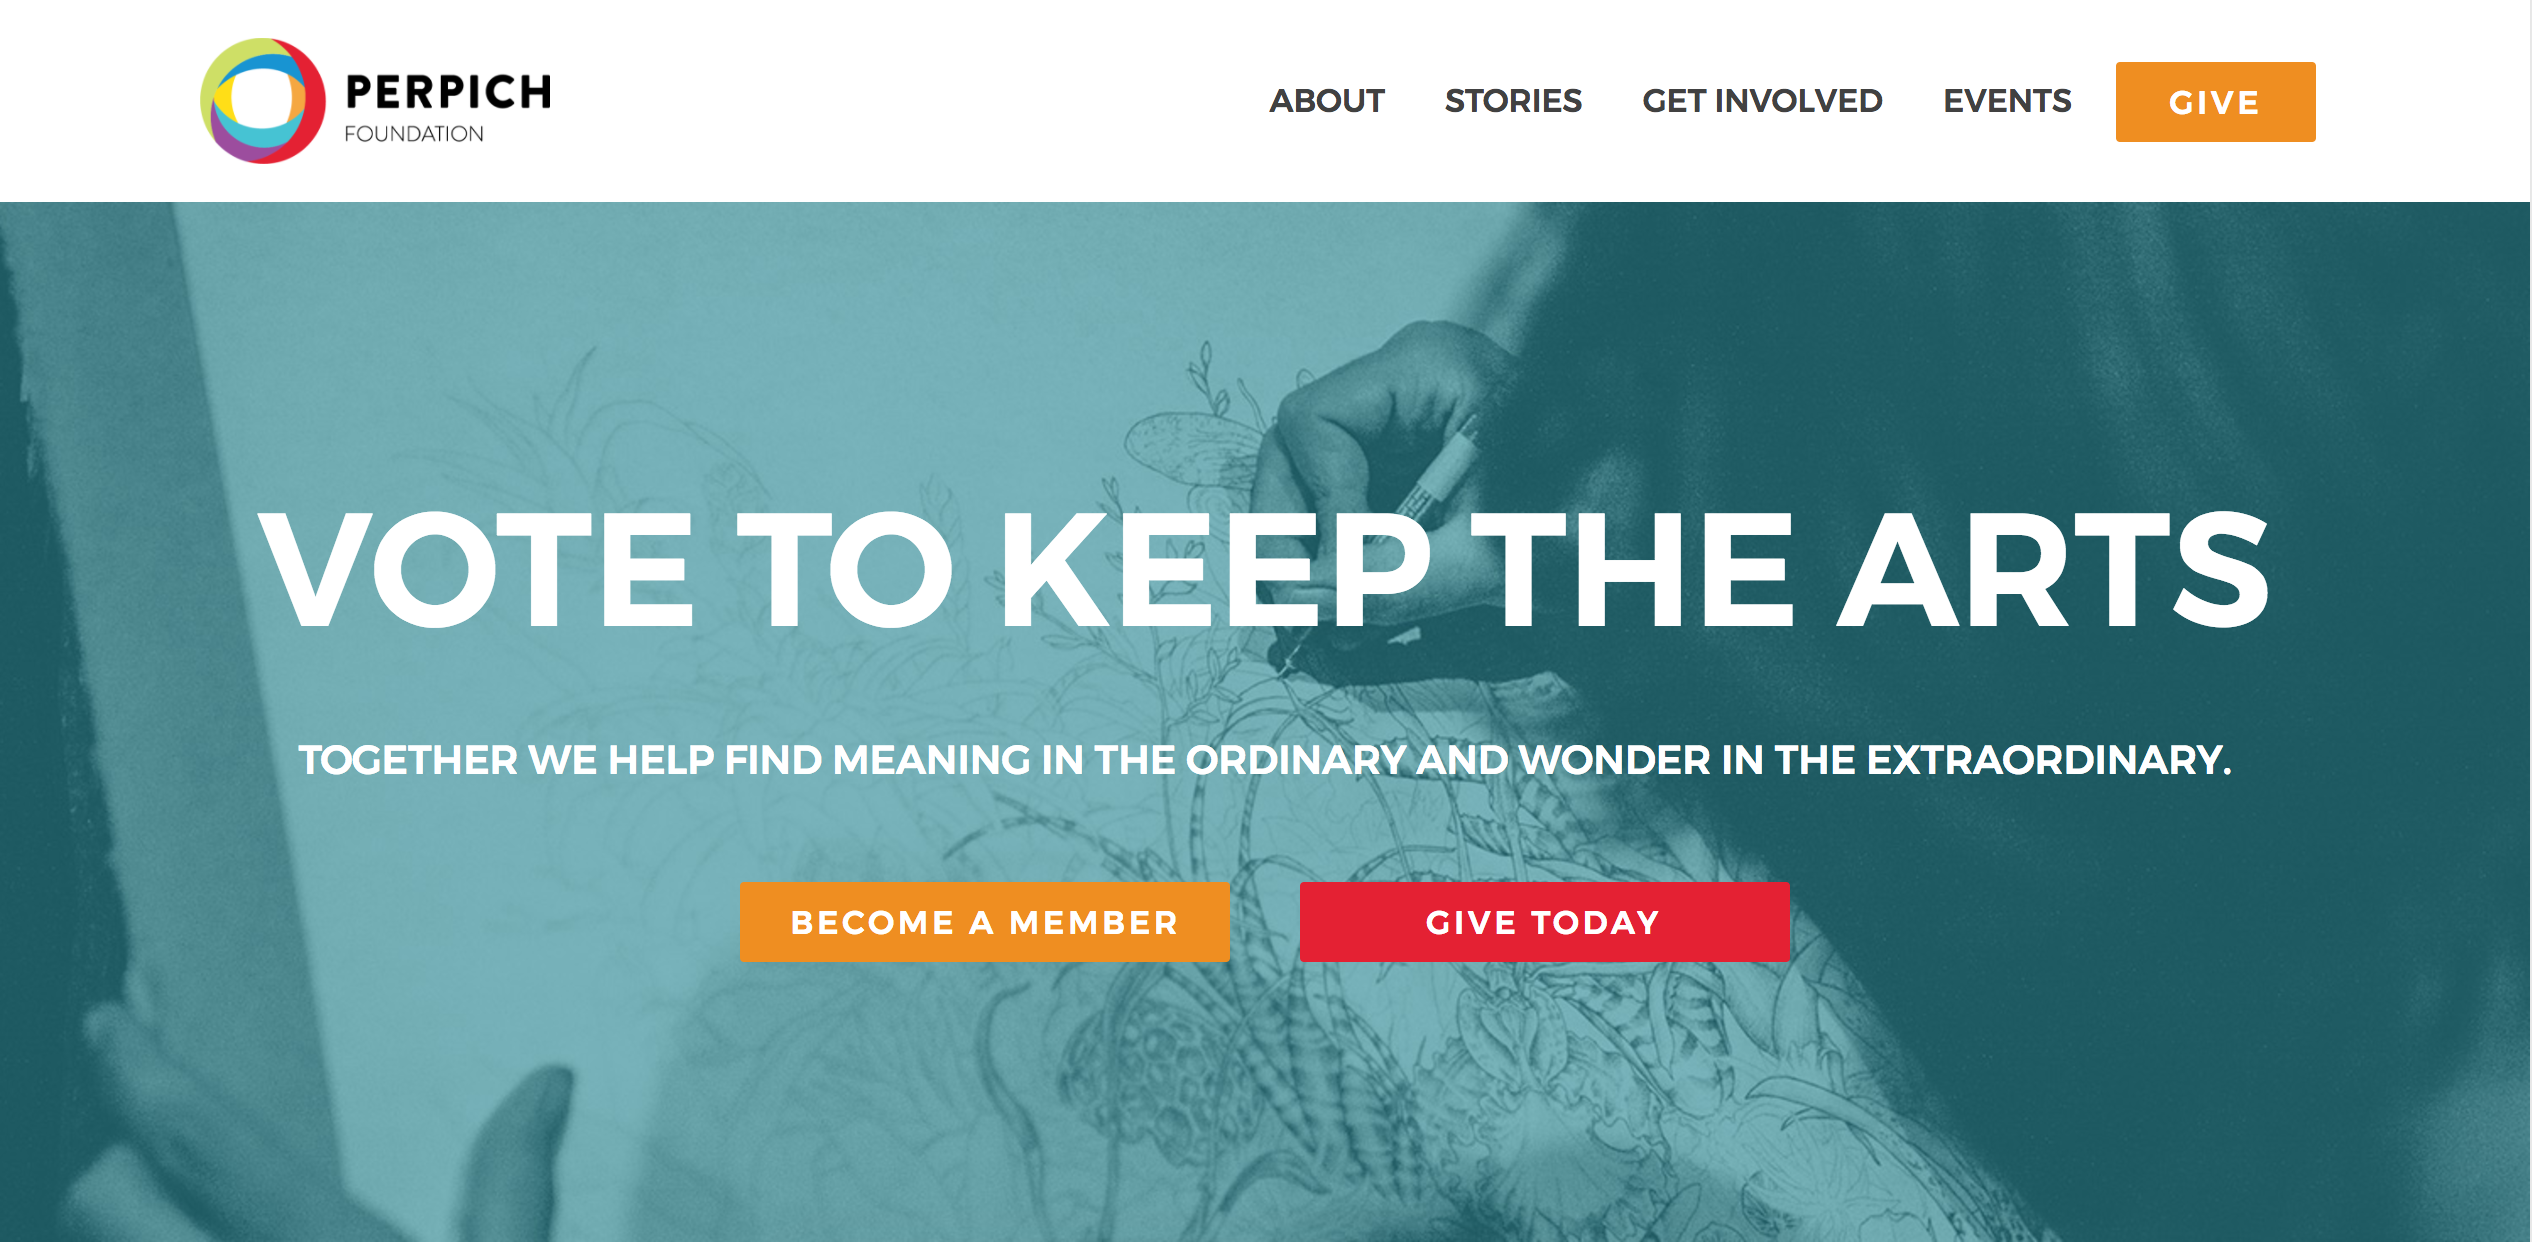 PERPICH
FOUNDATION
ABOUT STORIES GET INVOLVED EVENTS GIVE
VOTE TO KEEP THE ARTS
TOGETHER WE HELP FIND MEANING IN THE ORDINARY AND WONDER IN THE EXTRAORDINARY.
BECOME A MEMBER GIVE TODAY